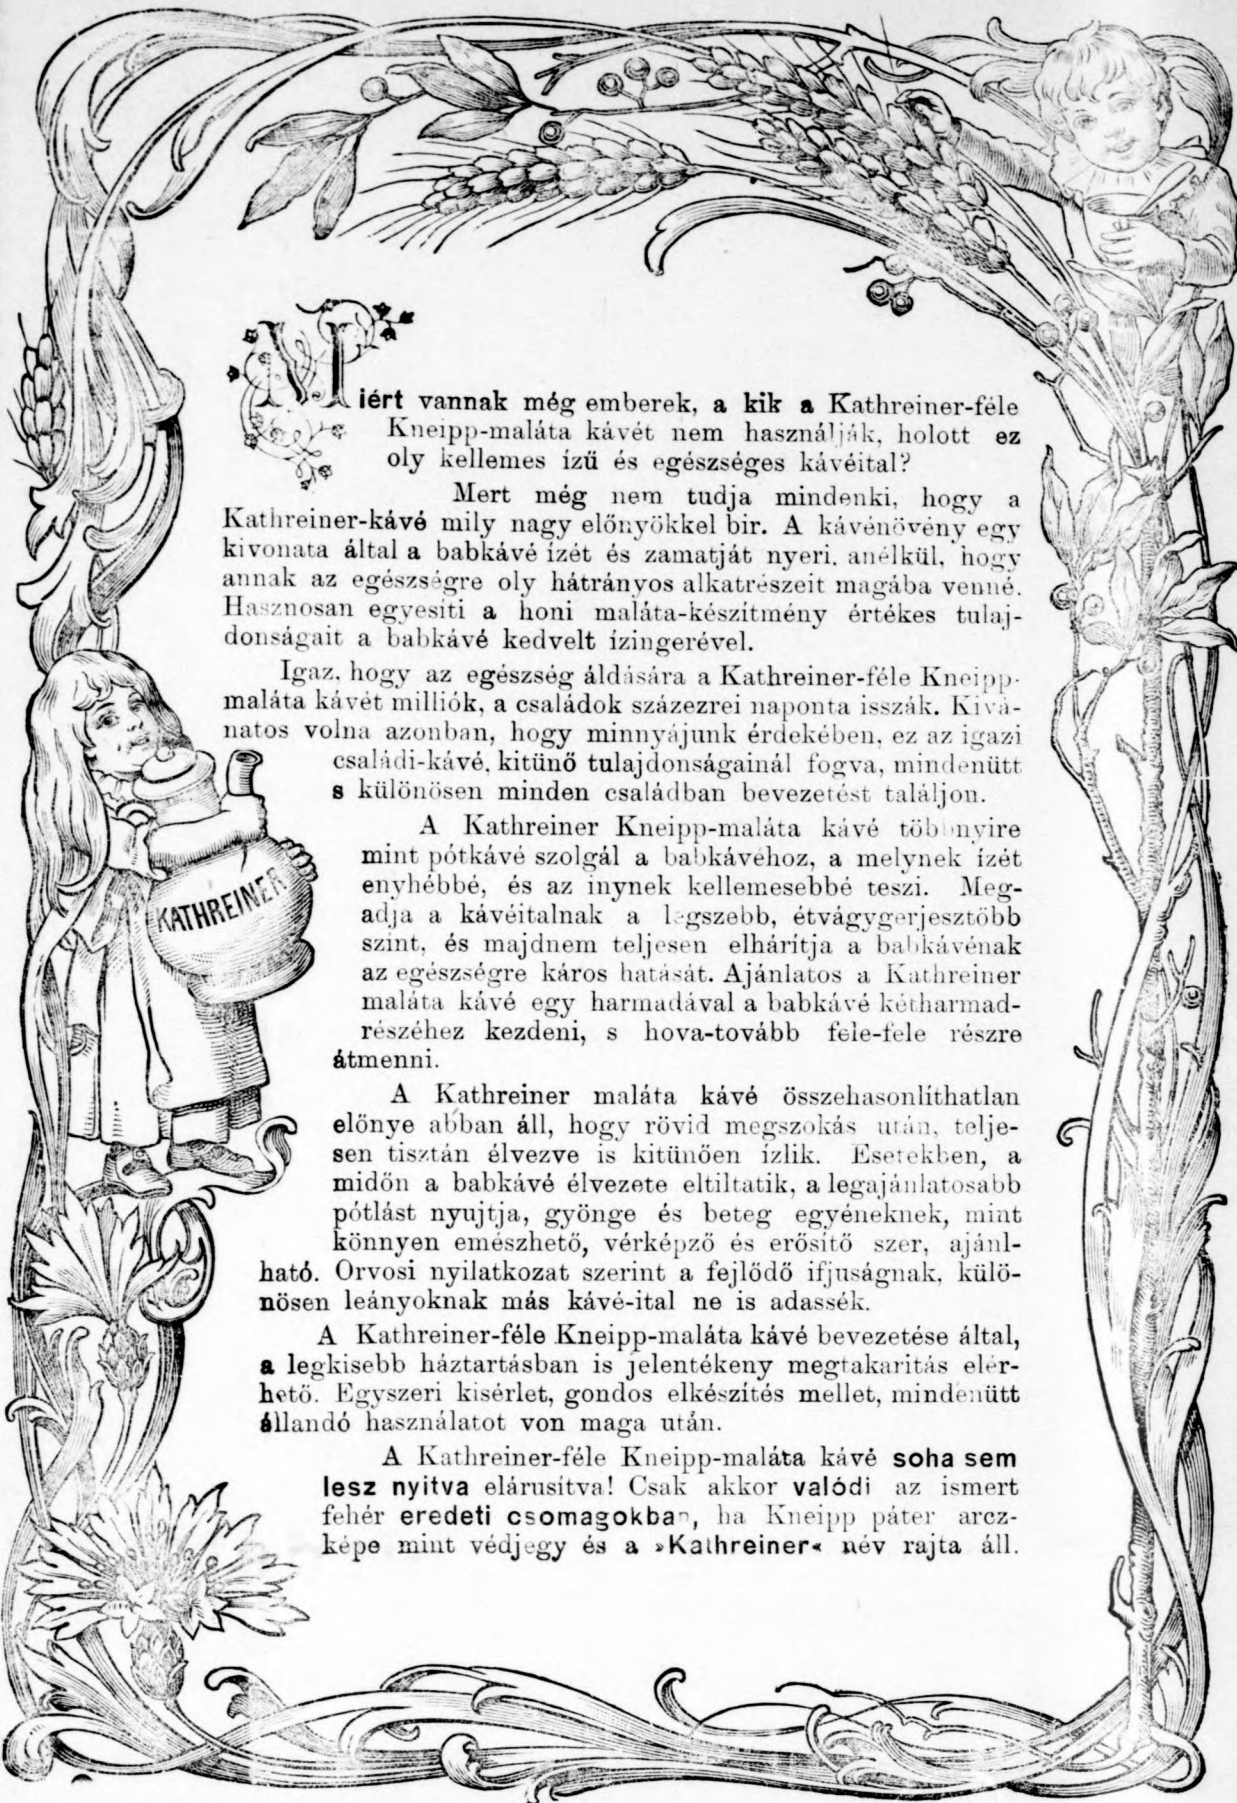 Miért vannak még emberek, a kik a Kathreiner-féle
Kneipp-maláta kávét nem használják, holott ez
oly kellemes ízü és egészséges kávéital?
Mert még nem tudja mindenki, hogy a
Kathreiner-kávé mily nagy előnyökkel bir. A kávénövény egy
kivonata által a babkávé ízét és zamatját nyeri, anélkül, hogy
annak az egészségre oly hátrányos alkatrészeit magába venné.
Hasznosan egyesiti a honi maláta-készítmény értékes tulaj-
donságait a babkávé kedvelt ízingerével.
Igaz, hogy az egészség áldására a Kathreiner-féle Kneipp-
maláta kávét milliók, a családok százezrei naponta isszák. Kivá-
natos volna azonban, hogy minnyájunk érdekében, ez az igazi
családi-kávé, kitünő tulajdonságainál fogva, mindenütt
s különösen minden családban bevezetést találjon.
A Kathreiner Kneipp-maláta kávé többnyire
mint pótkávé szolgál a babkávéhoz, a melynek ízét
enyhébbé, és az inynek kellemesebbé teszi. Meg-
adja a kávéitalnak a legszebb, étvágygerjesztöbb
szint, és majdnem teljesen elhárítja a babkávénak
az egészségre káros hatását. Ajánlatos a Kathreiner
maláta kávé egy harmadával a babkávé kétharmad-
részéhez kezdeni, s hova-tovább fele-fele részre
átmenni.
A Kathreiner maláta kávé összehasonlíthatlan
előnye abban áll, hogy rövid megszokás után, telje-
sen tisztán élvezve is kitünően ízlik. Esetekben, a
midőn a babkávé élvezete eltiltatik, a legajánlatosabb
pótlást nyujtja, gyönge és beteg egyéneknek, mint
könnyen emészhető, vérképző és erősítő szer, ajánl-
ható. Orvosi nyilatkozat szerint a fejlődő ifjuságnak, külö-
nösen leányoknak más kávé-ital ne is adassék.
A Kathreiner-féle Kneipp-maláta kávé bevezetése által,
a legkisebb háztartásban is jelentékeny megtakaritás elér-
hető. Egyszeri kisérlet, gondos elkészítés mellet, mindenütt
állandó használatot von maga után.
A Kathreiner-féle Kneipp-maláta kávé soha sem
lesz nyitva elárusítva! Csak akkor valódi az ismert
fehér eredeti csomagokban, ha Kneipp páter arcz-
képe mint védjegy és a »Kathreiner« név rajta áll.
KATHREINER